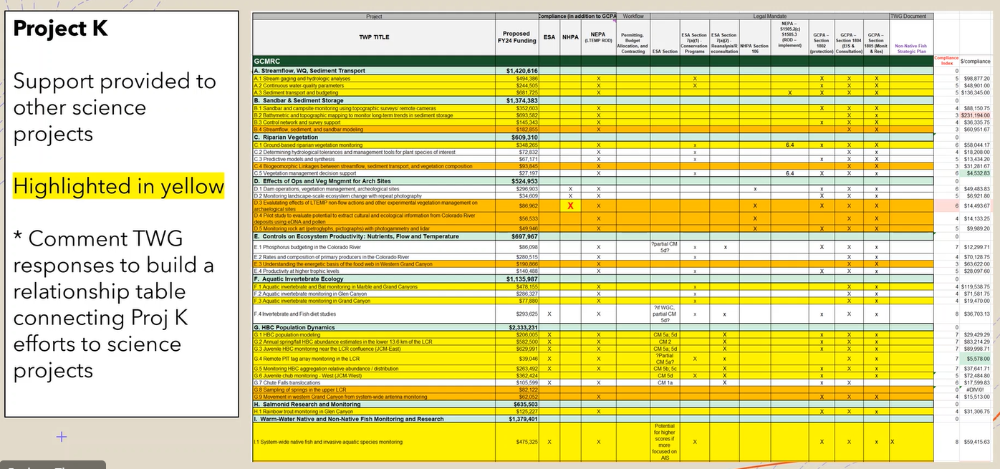 Project K
Support provided to
other science
projects
Highlighted in yellow
* Comment TWG
responses to build a
relationship table
connecting Proj K
efforts to science
projects
Project Compliance (in addition to GCPA Workflow Legal Mandate TWG Document
TWP TITLE Proposed FY24 Funding ESA NHPA NEPA (LTEMP ROD) Permitting, Budget Allocation, and Contracting ESA Section ESA Section 7(a)(1) - Conservation Programs ESA Section 7(a)(2) - Reanalysis/R econsultation NHPA Section 106 NEPA – S1505.2(c) S1505.3 (ROD – implement) GCPA – Section 1802 (protection) GCPA – Section 1804 (EIS & Consultation) GCPA – Section 1805 (Monit & Res) Non-Native Fish Strategic Plan Compliance Index $/compliance
GCMRC
A. Streamflow, WQ, Sediment Transport $1,420,616 0
A.1 Stream gaging and hydrologic analyses $494,386 X X X X X 5 $98,877.20
A.2 Continuous water-quality parameters $244,505 X X x X X 5 $48,901.00
A.3 Sediment transport and budgeting $681,725 X X X X X 5 $136,345.00
B. Sandbar & Sediment Storage $1,374,383 0
B.1 Sandbar and campsite monitoring using topographic surveys/ remote cameras $352,603 X X X X 4 $88,150.75
B.2 Bathymetric and topographic mapping to monitor long-term trends in sediment storage $693,582 X X x 3 $231,194.00
B.3 Control network and survey support $145,343 X x X X 4 $36,335.75
B.4 Streamflow, sediment, and sandbar modeling $182,855 X X X 3 $60,951.67
C. Riparian Vegetation $609,310 0
C.1 Ground-based riparian vegetation monitoring $348,265 X x 6.4 x X X 6 $58,044.17
C.2 Determining hydrological tolerances and management tools for plant species of interest $72,832 X x X x 4 $18,208.00
C.3 Predictive models and synthesis $67,171 X x x X X 5 $13,434.20
C.4 Biogeomorphic Linkages between streamflow, sediment transport, and vegetation composition $93,845 X X X 3 $31,281.67
C.5 Vegetation management decision support $27,197 X x 6.4 X X x 6 $4,532.83
D. Effects of Ops and Veg Mngmnt for Arch Sites $524,953 0
D.1 Dam operations, vegetation management, archeological sites $296,903 X X x x X x 6 $49,483.83
D.2 Monitoring landscape-scale ecosystem change with repeat photography $34,609 X X X X x 5 $6,921.80
D.3 Evalutating effects of LTEMP non-flow actions and other experimental vegetation management on
archaeological sites $86,962 X X X X X x 6 $14,493.67
D.4 Pilot study to evaluate potential to extract cultural and ecological information from Colorado River
deposits using eDNA and pollen $56,533 X X X x 4 $14,133.25
D.5 Monitoring rock art (petroglyphs, pictographs) with photogammetry and lidar $49,946 X X X X x 5 $9,989.20
E. Controls on Ecosystem Productivity: Nutrients, Flow and Temperature $697,967 0
E.1 Phosphorus budgeting in the Colorado River $86,098 X ?partial CM 5d? x x X X x 7 $12,299.71
E.2 Rates and composition of primary producers in the Colorado River $280,515 X x X x 4 $70,128.75
E.3 Understanding the energetic basis of the food web in Western Grand Canyon $190,866 X X X 3 $63,622.00
E.4 Productivity at higher trophic levels $140,488 X x X X x 5 $28,097.60
F. Aquatic Invertebrate Ecology $1,135,987 0
F.1 Aquatic invertebrate and Bat monitoring in Marble and Grand Canyons $478,155 X x X x 4 $119,538.75
F.2 Aquatic invertebrate monitoring in Glen Canyon $286,327 X x X x 4 $71,581.75
F.3 Aquatic invertebrate monitoring in Grand Canyon $77,880 X x X x 4 $19,470.00
F.4 Invertebrate and Fish diet studies $293,625 X X ?if WGC, partial CM 5d? x x x X x 8 $36,703.13
G. HBC Population Dynamics $2,333,231 0
G.1 HBC population modeling $206,005 X X CM 5a; 5d X x X x 7 $29,429.29
G.2 Annual spring/fall HBC abundance estimates in the lower 13.6 km of the LCR $582,500 X X CM 2 X x X x 7 $83,214.29
G.3 Juvenile HBC monitoring near the LCR confluence (JCM-East) $629,991 X X CM 5a; 5d X x X x 7 $89,998.71
G.4 Remote PIT tag array monitoring in the LCR $39,046 X X ?Partial CM 5a? X x X x 7 $5,578.00
G.5 Monitoring HBC aggregation relative abundance / distribution $263,492 X X CM 5b; 5c X x X x 7 $37,641.71
G.6 Juvenile chub monitoring - West (JCM-West) $362,424 X CM 5d X X x X x 5 $72,484.80
G.7 Chute Falls translocations $105,599 X X CM 1a X x X 6 $17,599.83
G.8 Sampling of springs in the upper LCR $82,122 0 #DIV/0!
G.9 Movement in western Grand Canyon from system-wide antenna monitoring $62,052 X X X X 4 $15,513.00
H. Salmonid Research and Monitoring $635,503 0
H.1 Rainbow trout monitoring in Glen Canyon $125,227 X X X x 4 $31,306.75
I. Warm-Water Native and Non-Native Fish Monitoring and Research $1,379,401 0
I.1 System-wide native fish and invasive aquatic species monitoring $475,325 X X Potential for higher scores if more focused on AIS X X X X x X 8 $59,415.63